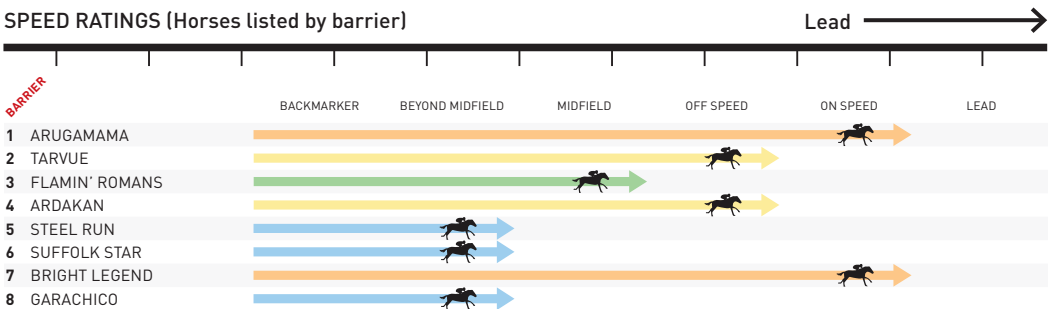 SPEED RATINGS (Horses listed by barrier) Lead
BARRIER BACKMARKER BEYOND MIDFIELD MIDFIELD OFF SPEED ON SPEED LEAD
1 ARUGAMAMA
2 TARVUE
3 FLAMIN’ ROMANS
4 ARDAKAN
5 STEEL RUN
6 SUFFOLK STAR
7 BRIGHT LEGEND
8 GARACHICO